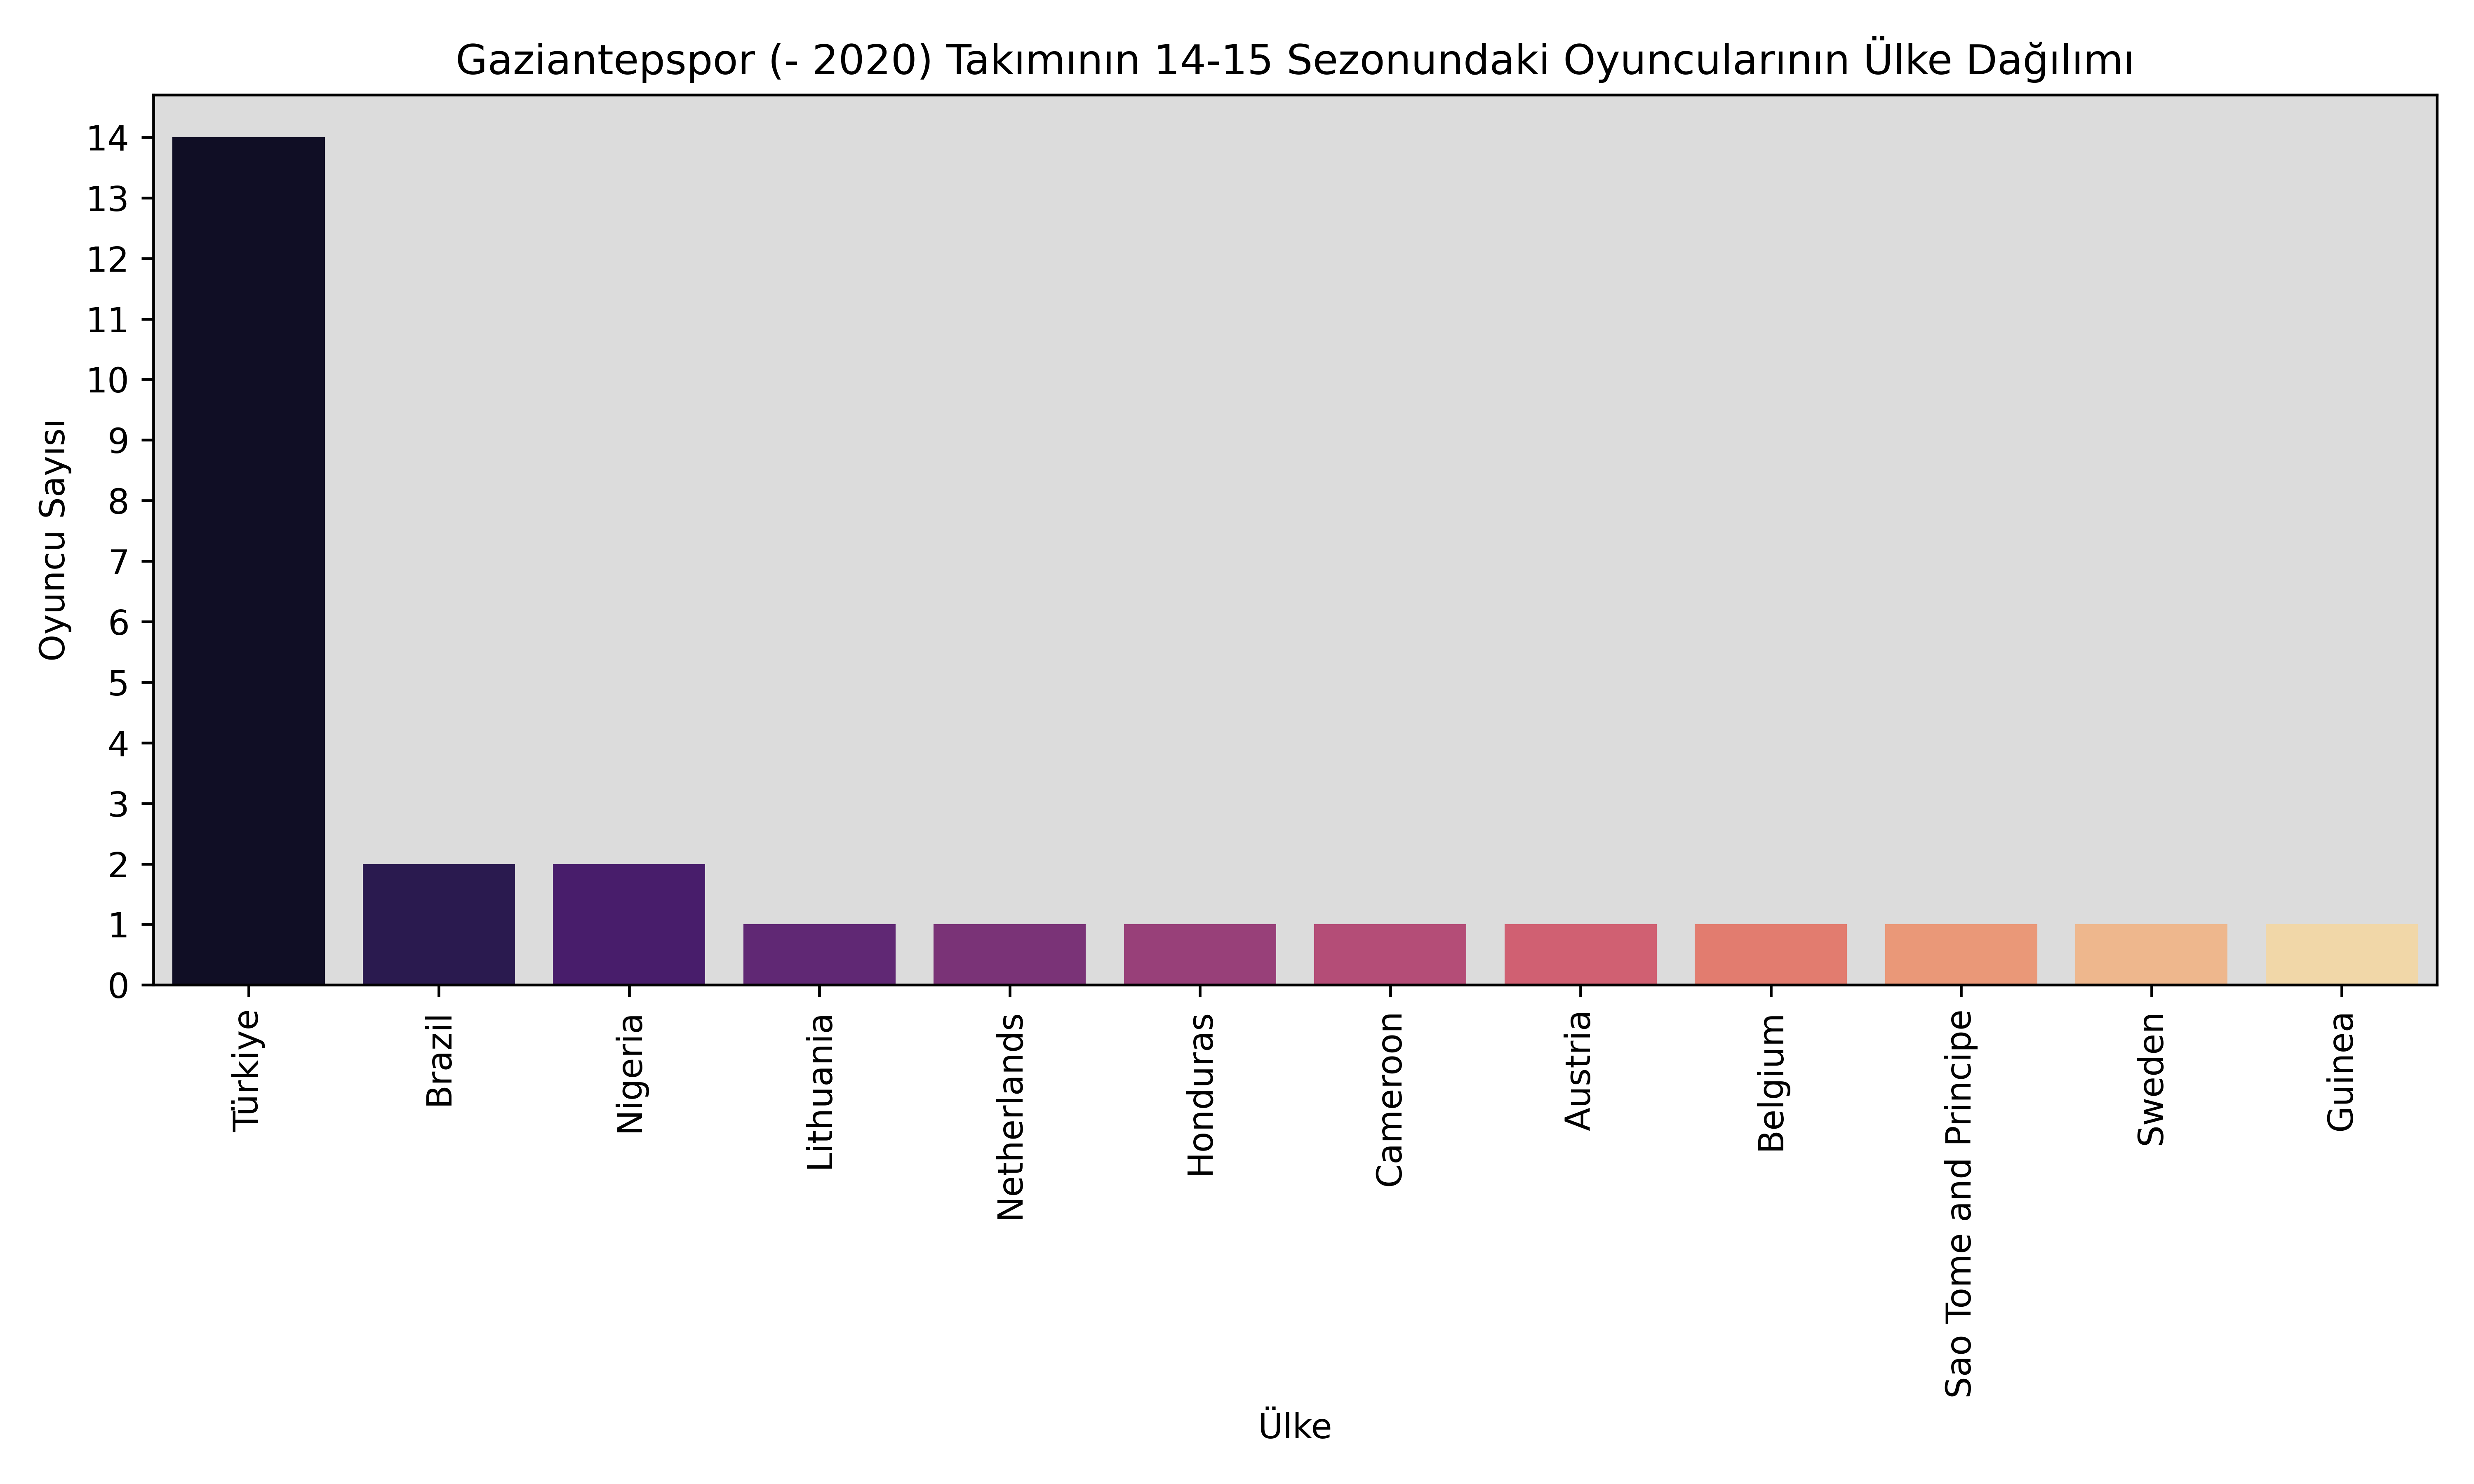 Gaziantepspor (- 2020) Takımının 14-15 Sezonundaki Oyuncularının Ülke Dağılımı
Oyuncu Sayısı
14
13
12
11
10
9
8
7
6
5
4
3
2
1
0
Türkiye
Brazil
Nigeria
Lithuania
Netherlands
Honduras
Cameroon
Austria
Belgium
Sao Tome and Principe
Sweden
Guinea
Ülke